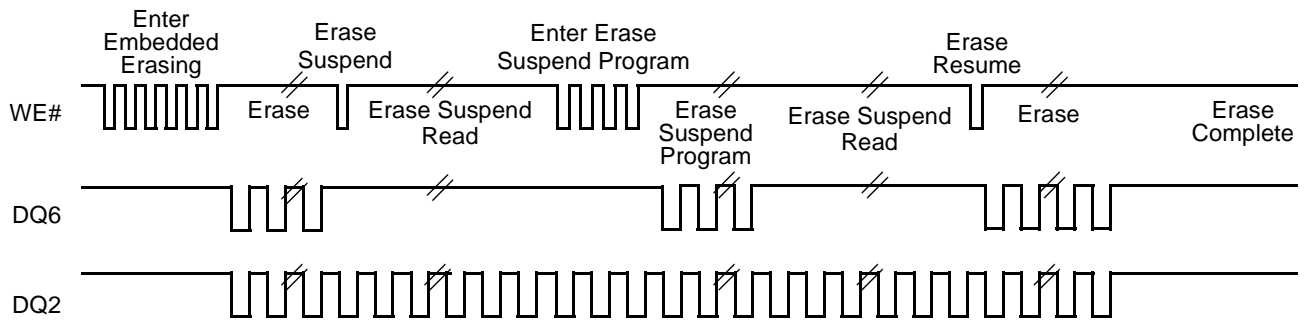 Enter
Embedded
Erasing
Erase
Suspend
Enter Erase
Suspend Program
Erase
Resume
WE#
Erase
Erase Suspend
Read
Erase
Suspend
Program
Erase Suspend
Read
Erase
Erase
Complete
DQ6
DQ2